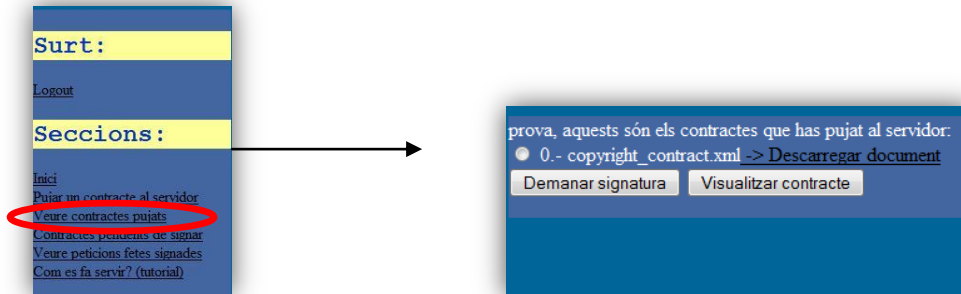 Surt:
Logout
Seccions:
Inici
Pujar un contracte al servidor
Veure contractes pujats
Contractes pendents de signar
Veure peticions fetes signades
Com es fa servir? (tutorial)
prova, aquests són els contractes que has pujat al servidor:
0.- copyright_contract.xml -> Descarregar document
Demanar signatura Visualitzar contracte